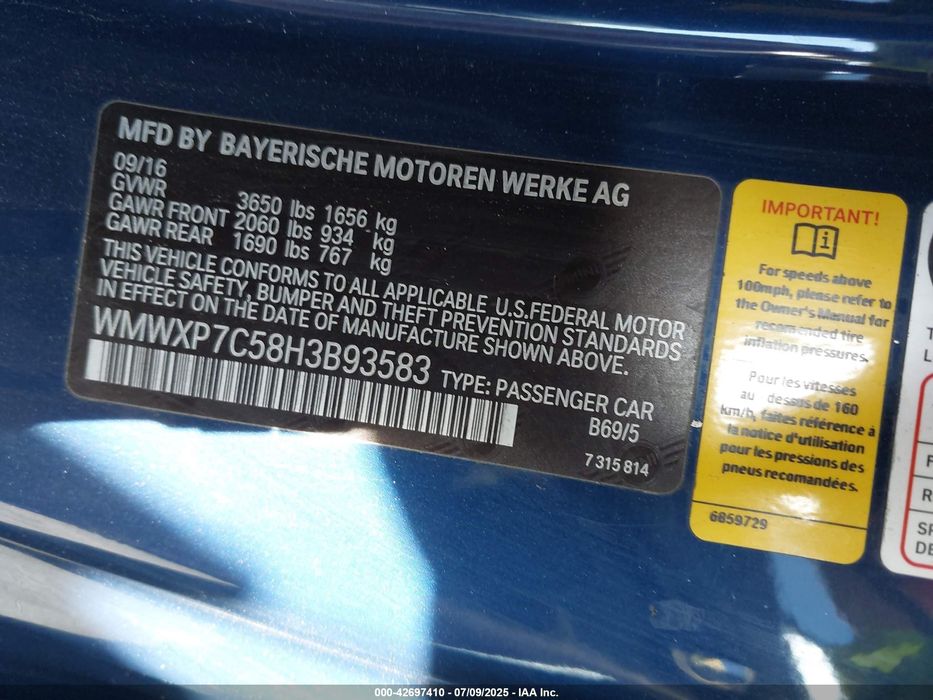 MFD BY BAYERISCHE MOTOREN WERKE AG
09/16
GVWR 3650 lbs 1656 kg
GAWR FRONT 2060 lbs 934 kg
GAWR REAR 1690 lbs 767 kg
THIS VEHICLE CONFORMS TO ALL APPLICABLE U.S.FEDERAL MOTOR
VEHICLE SAFETY, BUMPER AND THEFT PREVENTION STANDARDS
IN EFFECT ON THE DATE OF MANUFACTURE SHOWN ABOVE.
WMWXP7C58H3B93583
TYPE: PASSENGER CAR
B69/5
7 315 814
IMPORTANT!
For speeds above
100mph, please refer to
the Owner's Manual for
recommended tire
inflation pressures.
Pour les vitesses
au dessus de 160
km/h, faites référence à
la notice d'utilisation
pour les pressions des
pneus recomandées.
6859729
000-42697410 - 07/09/2025 - IAA Inc.